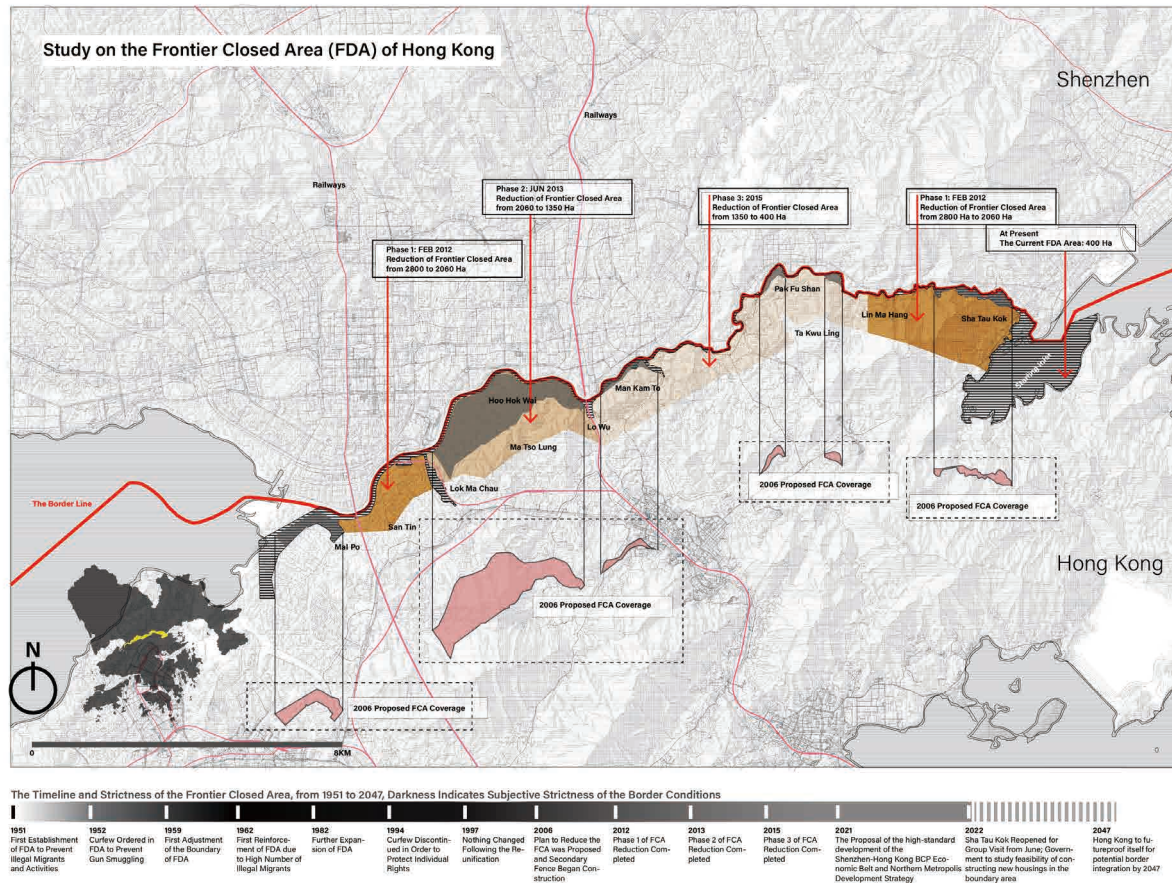 Study on the Frontier Closed Area (FDA) of Hong Kong
Shenzhen
Railways
Railways
Phase 2: JUN 2013
Reduction of Frontier Closed Area
from 2060 to 1350 Ha
Phase 3: 2015
Reduction of Frontier Closed Area
from 1350 to 400 Ha
Phase 1: FEB 2012
Reduction of Frontier Closed Area
from 2800 Ha to 2060 Ha
At Present
The Current FDA Area: 400 Ha
Phase 1: FEB 2012
Reduction of Frontier Closed Area
from 2800 to 2060 Ha
Pak Fu Shan
Lin Ma Hang
Sha Tau Kok
Ta Kwu Ling
Man Kam To
Hoo Hok Wai
Lo Wu
Ma Tso Lung
Lok Ma Chau
San Tin
Mai Po
The Border Line
2006 Proposed FCA Coverage
2006 Proposed FCA Coverage
Hong Kong
2006 Proposed FCA Coverage
2006 Proposed FCA Coverage
N
0
8KM
0
The Timeline and Strictness of the Frontier Closed Area, from 1951 to 2047, Darkness Indicates Subjective Strictness of the Border Conditions
1951
First Establishment
of FDA to Prevent
Illegal Migrants
and Activities
1952
Curfew Ordered in
FDA to Prevent
Gun Smuggling
1959
First Adjustment
of the Boundary
of FDA
1962
First Reinforce-
ment of FDA due
to High Number of
Illegal Migrants
1982
Further Expan-
sion of FDA
1994
Curfew Discontin-
ued in Order to
Protect Individual
Rights
1997
Nothing Changed
Following the Re-
unification
2006
Plan to Reduce the
FCA was Proposed
and Secondary
Fence Began Con-
struction
2012
Phase 1 of FCA
Reduction Com-
pleted
2013
Phase 2 of FCA
Reduction Com-
pleted
2015
Phase 3 of FCA
Reduction Com-
pleted
2021
The Proposal of the high-standard
development of the
Shenzhen-Hong Kong BCP Eco-
nomic Belt and Northern Metropolis
Development Strategy
2022
Sha Tau Kok Reopened for
Group Visit from June; Govern-
ment to study feasibility of con-
structing new housings in the
boundary area
2047
Hong Kong to fu-
tureproof itself for
potential border
integration by 2047